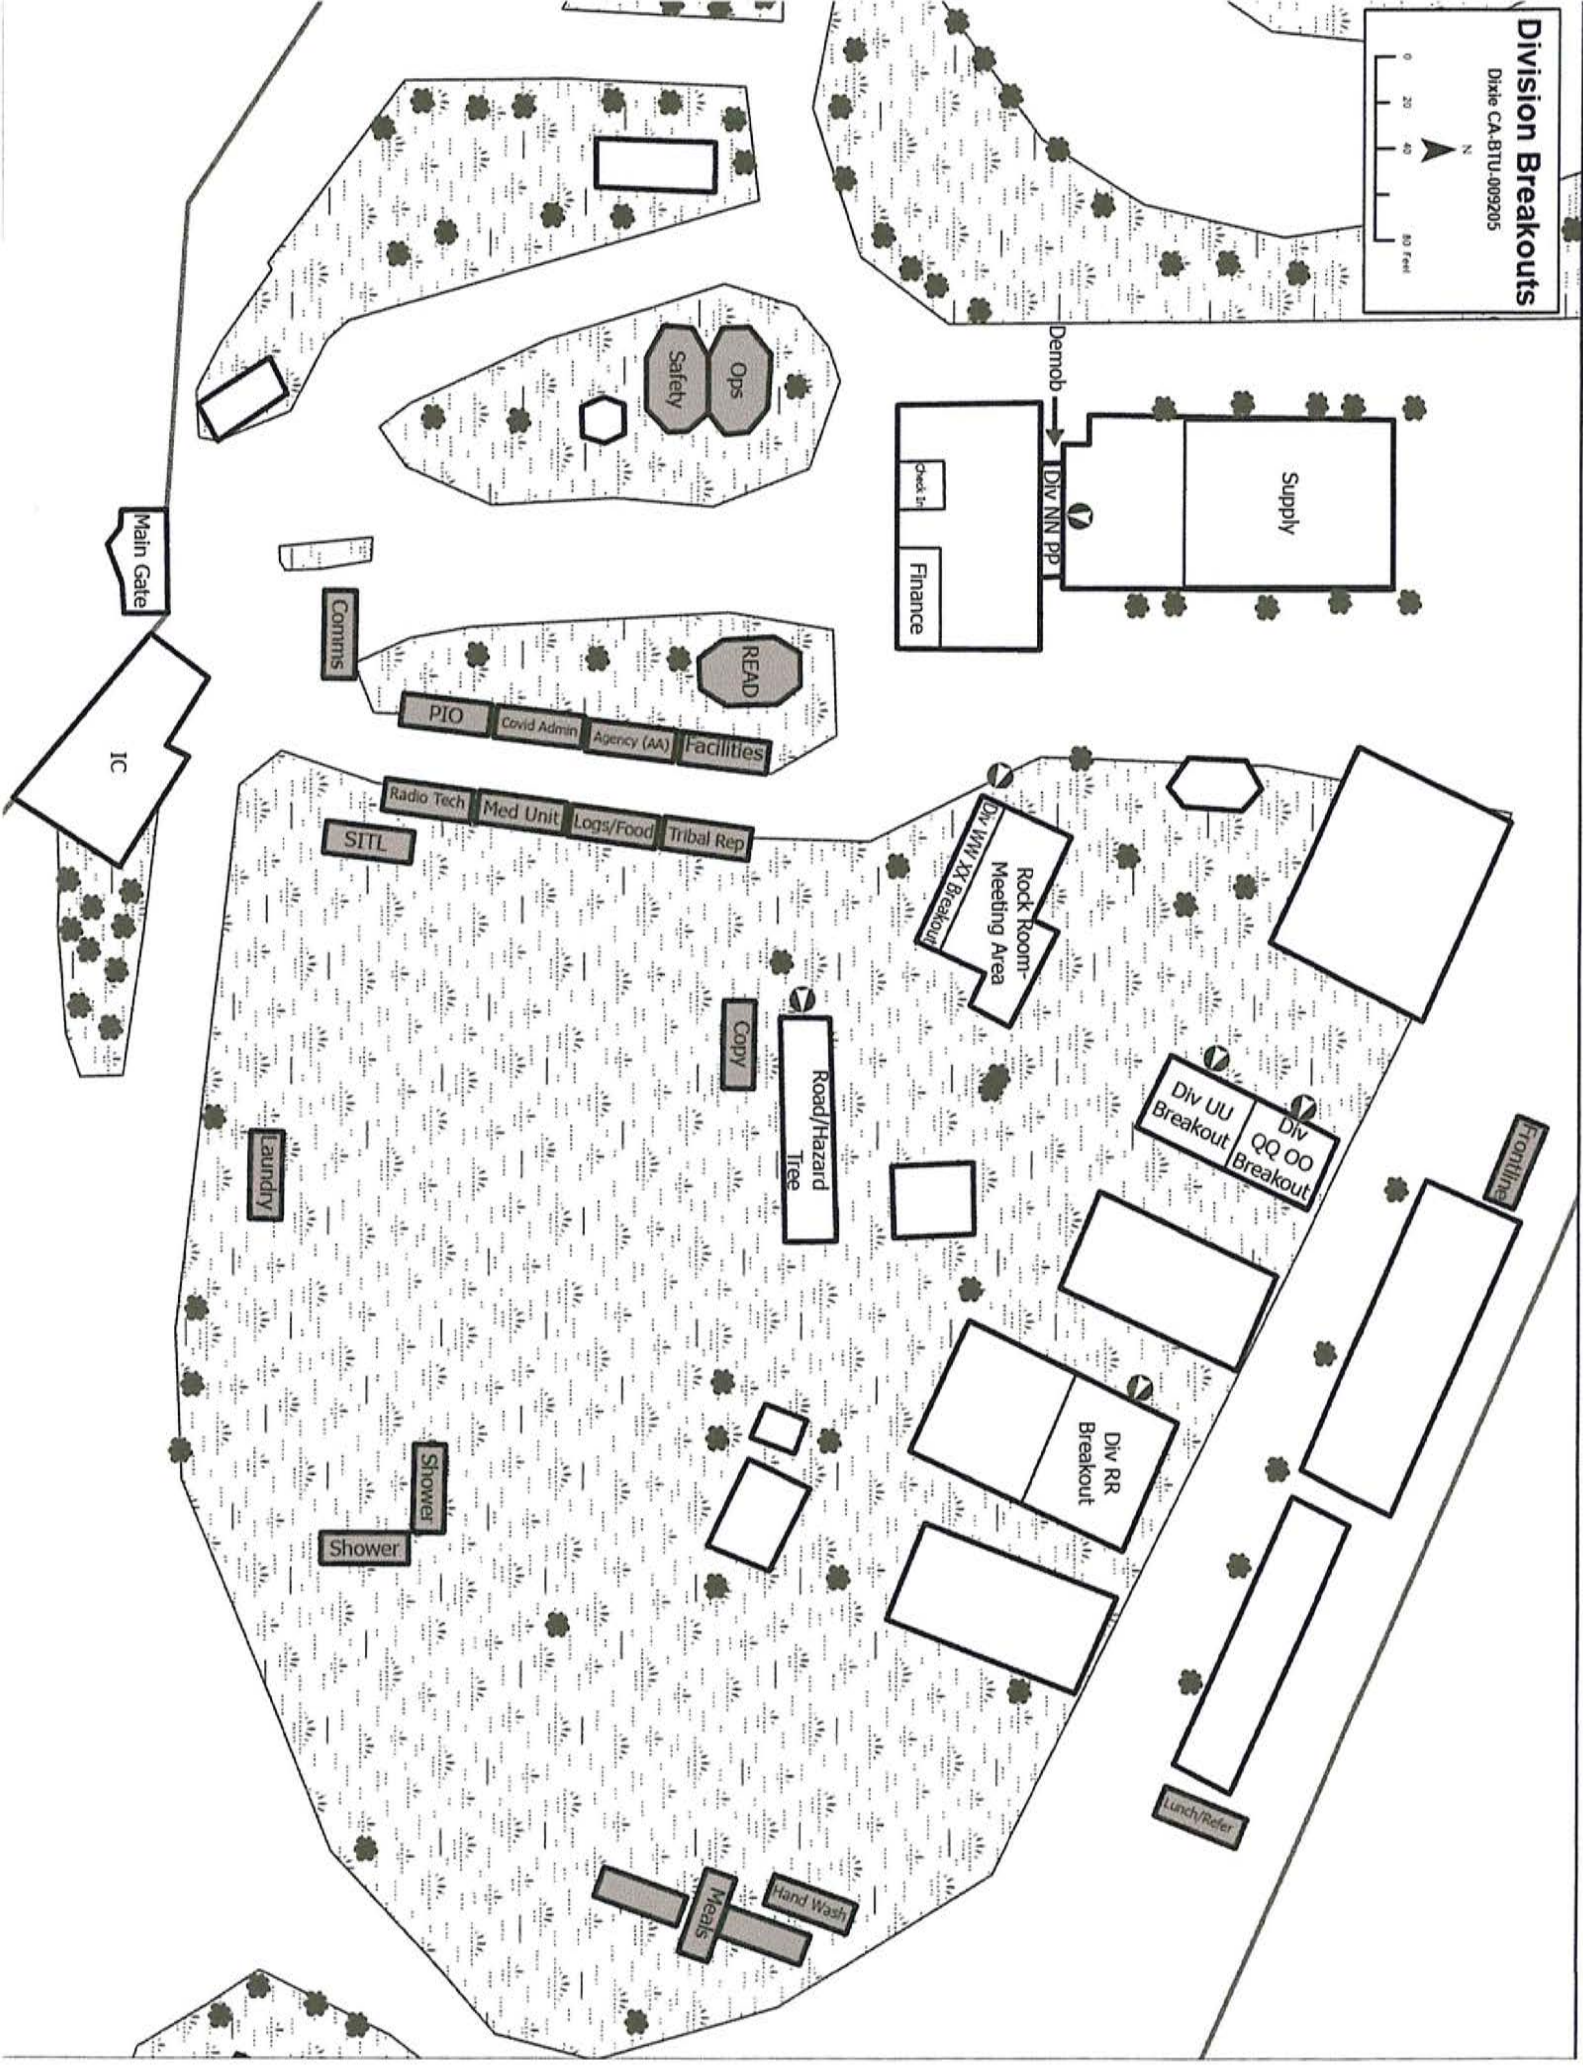 Division Breakouts
Dixie CA-BTU-009205
N
0 20 40 80 Feet
Supply
Demob
Div NN PP
Check In
Finance
Ops
Safety
READ
Comms
Main Gate
IC
PIO
Covid Admin
Agency (AA)
Facilities
Radio Tech
Med Unit
Logs/Food
Tribal Rep
SITL
Rock Room-
Meeting Area
Div WW XX Breakout
Copy
Road/Hazard
Tree
Div UU
Breakout
Div
QQ OO
Breakout
Frontline
Div RR
Breakout
Laundry
Shower
Shower
Lunch/Refer
Hand Wash
Meals